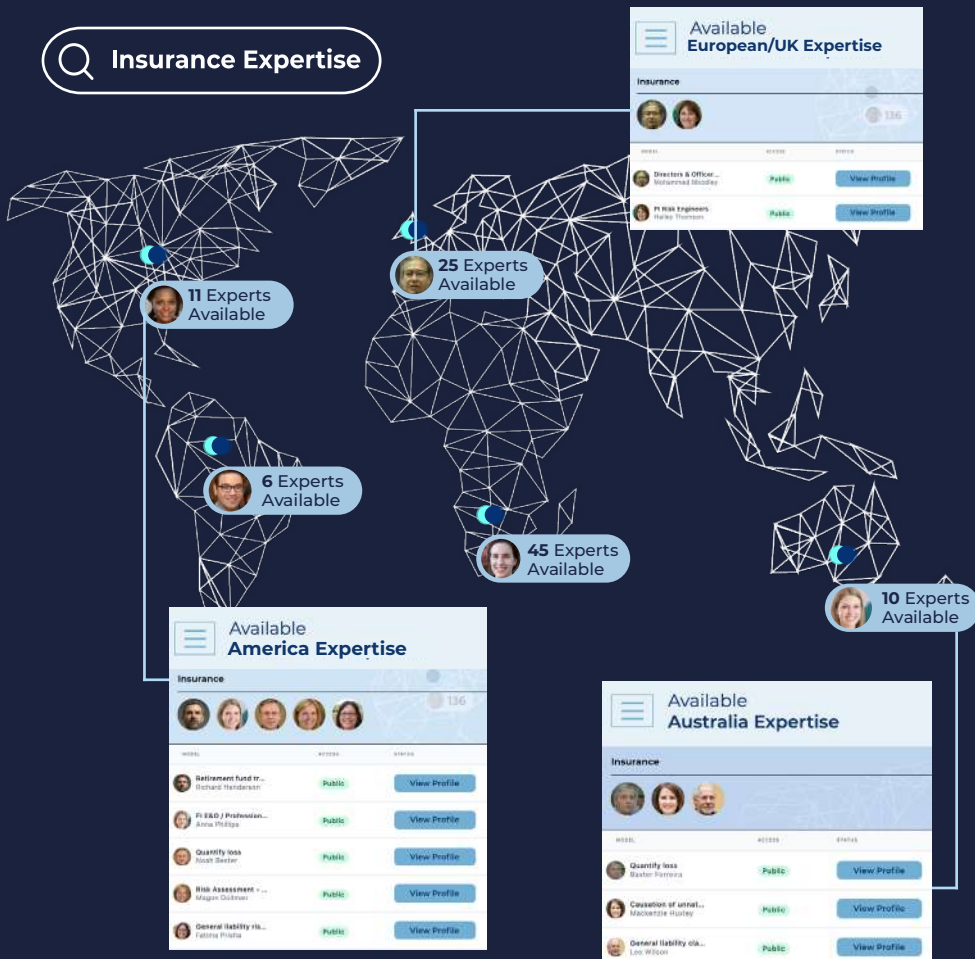 Insurance Expertise
Available
European/UK Expertise
Insurance
136
MODEL ACCESS STATUS
Directors & Officer...
Mohammed Moodley
Public
View Profile
FI Risk Engineers
Hailey Thomson
Public
View Profile
25 Experts
Available
11 Experts
Available
6 Experts
Available
45 Experts
Available
10 Experts
Available
Available
America Expertise
Insurance
136
MODEL ACCESS STATUS
Retirement fund tr...
Richard Henderson
Public
View Profile
FI E&O / Profession...
Anna Phillips
Public
View Profile
Quantify loss
Noah Baxter
Public
View Profile
Risk Assessment - ...
Megan
Public
View Profile
General liability ris...
Fatima
Public
View Profile
Available
Australia Expertise
Insurance
MODEL ACCESS STATUS
Quantify loss
Baxter Ferreira
Public
View Profile
Causation of unnat...
Mackenzie Huxley
Public
View Profile
General liability cla...
Leo Wilson
Public
View Profile